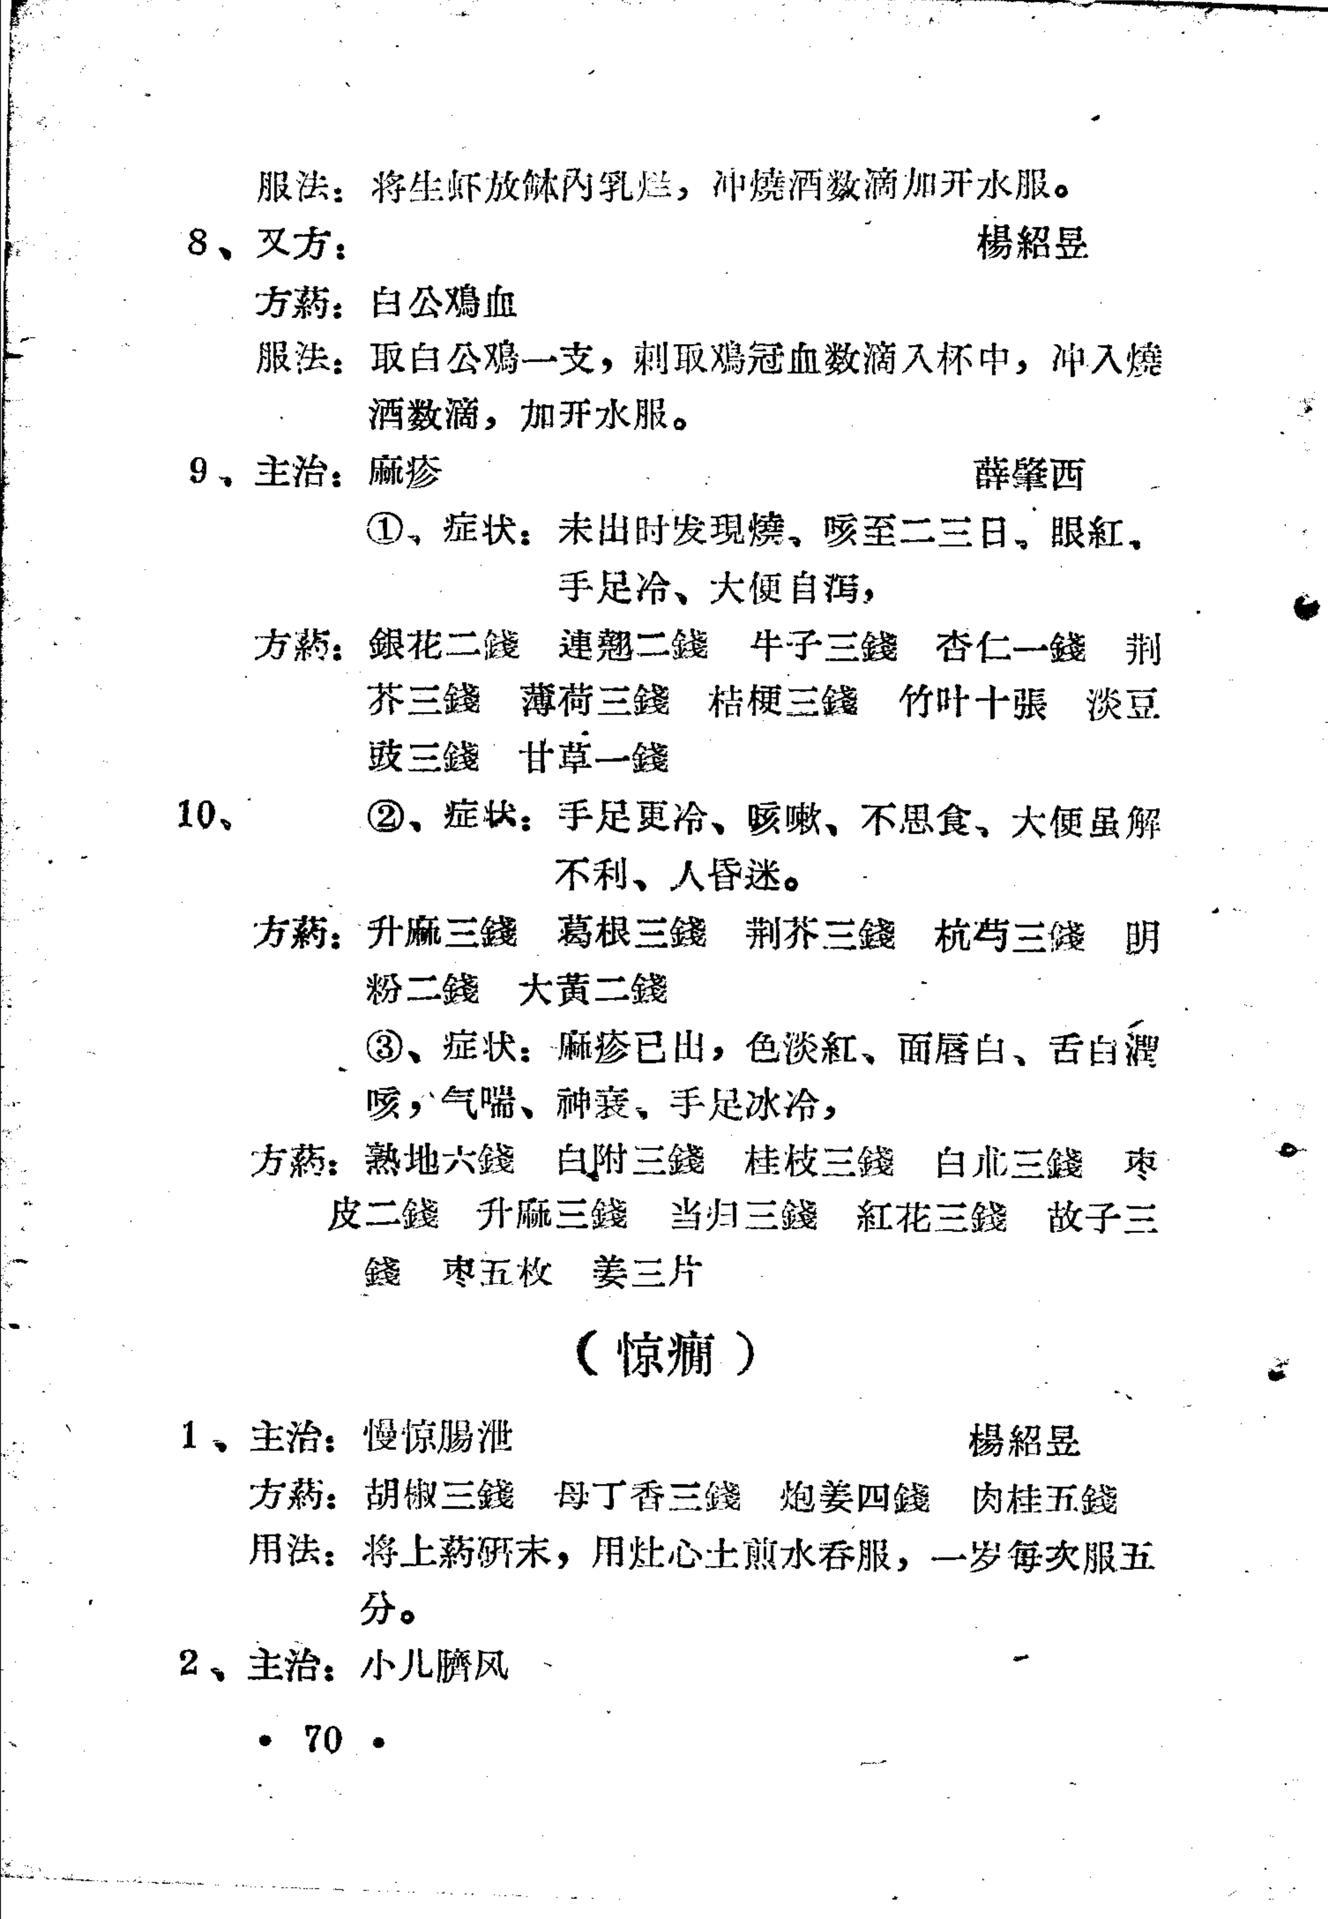 服法：将生虾放缽內乳烂，冲燒酒数滴加开水服。
8、又方：　楊紹昱
方葯：白公鳮血
服法：取白公鳮一支，刺取鳮冠血数滴入杯中，冲入燒
酒数滴，加开水服。
9、主治：麻疹　薛肇西
①、症状：未出时发現燒、咳至二三日、眼紅、
手足冷、大便自泻，
方葯：銀花二錢　連翹二錢　牛子三錢　杏仁一錢　荆
芥三錢　薄荷三錢　桔梗三錢　竹叶十張　淡豆
豉三錢　甘草一錢
10、　②、症状：手足更冷、咳嗽、不思食、大便虽解
不利、人昏迷。
方葯：升麻三錢　葛根三錢　荆芥三錢　杭芍三錢　明
粉二錢　大黃二錢
③、症状：麻疹已出，色淡紅、面唇白、舌白潤
咳，气喘、神衰、手足冰冷，
方葯：熟地六錢　白附三錢　桂枝三錢　白朮三錢　枣
皮二錢　升麻三錢　当归三錢　紅花三錢　故子三
錢　枣五枚　姜三片
（惊癇）
1、主治：慢惊腸泄　楊紹昱
方葯：胡椒三錢　母丁香三錢　炮姜四錢　肉桂五錢
用法：将上葯研末，用灶心土煎水吞服，一岁每次服五
分。
2、主治：小儿臍风
• 70 •